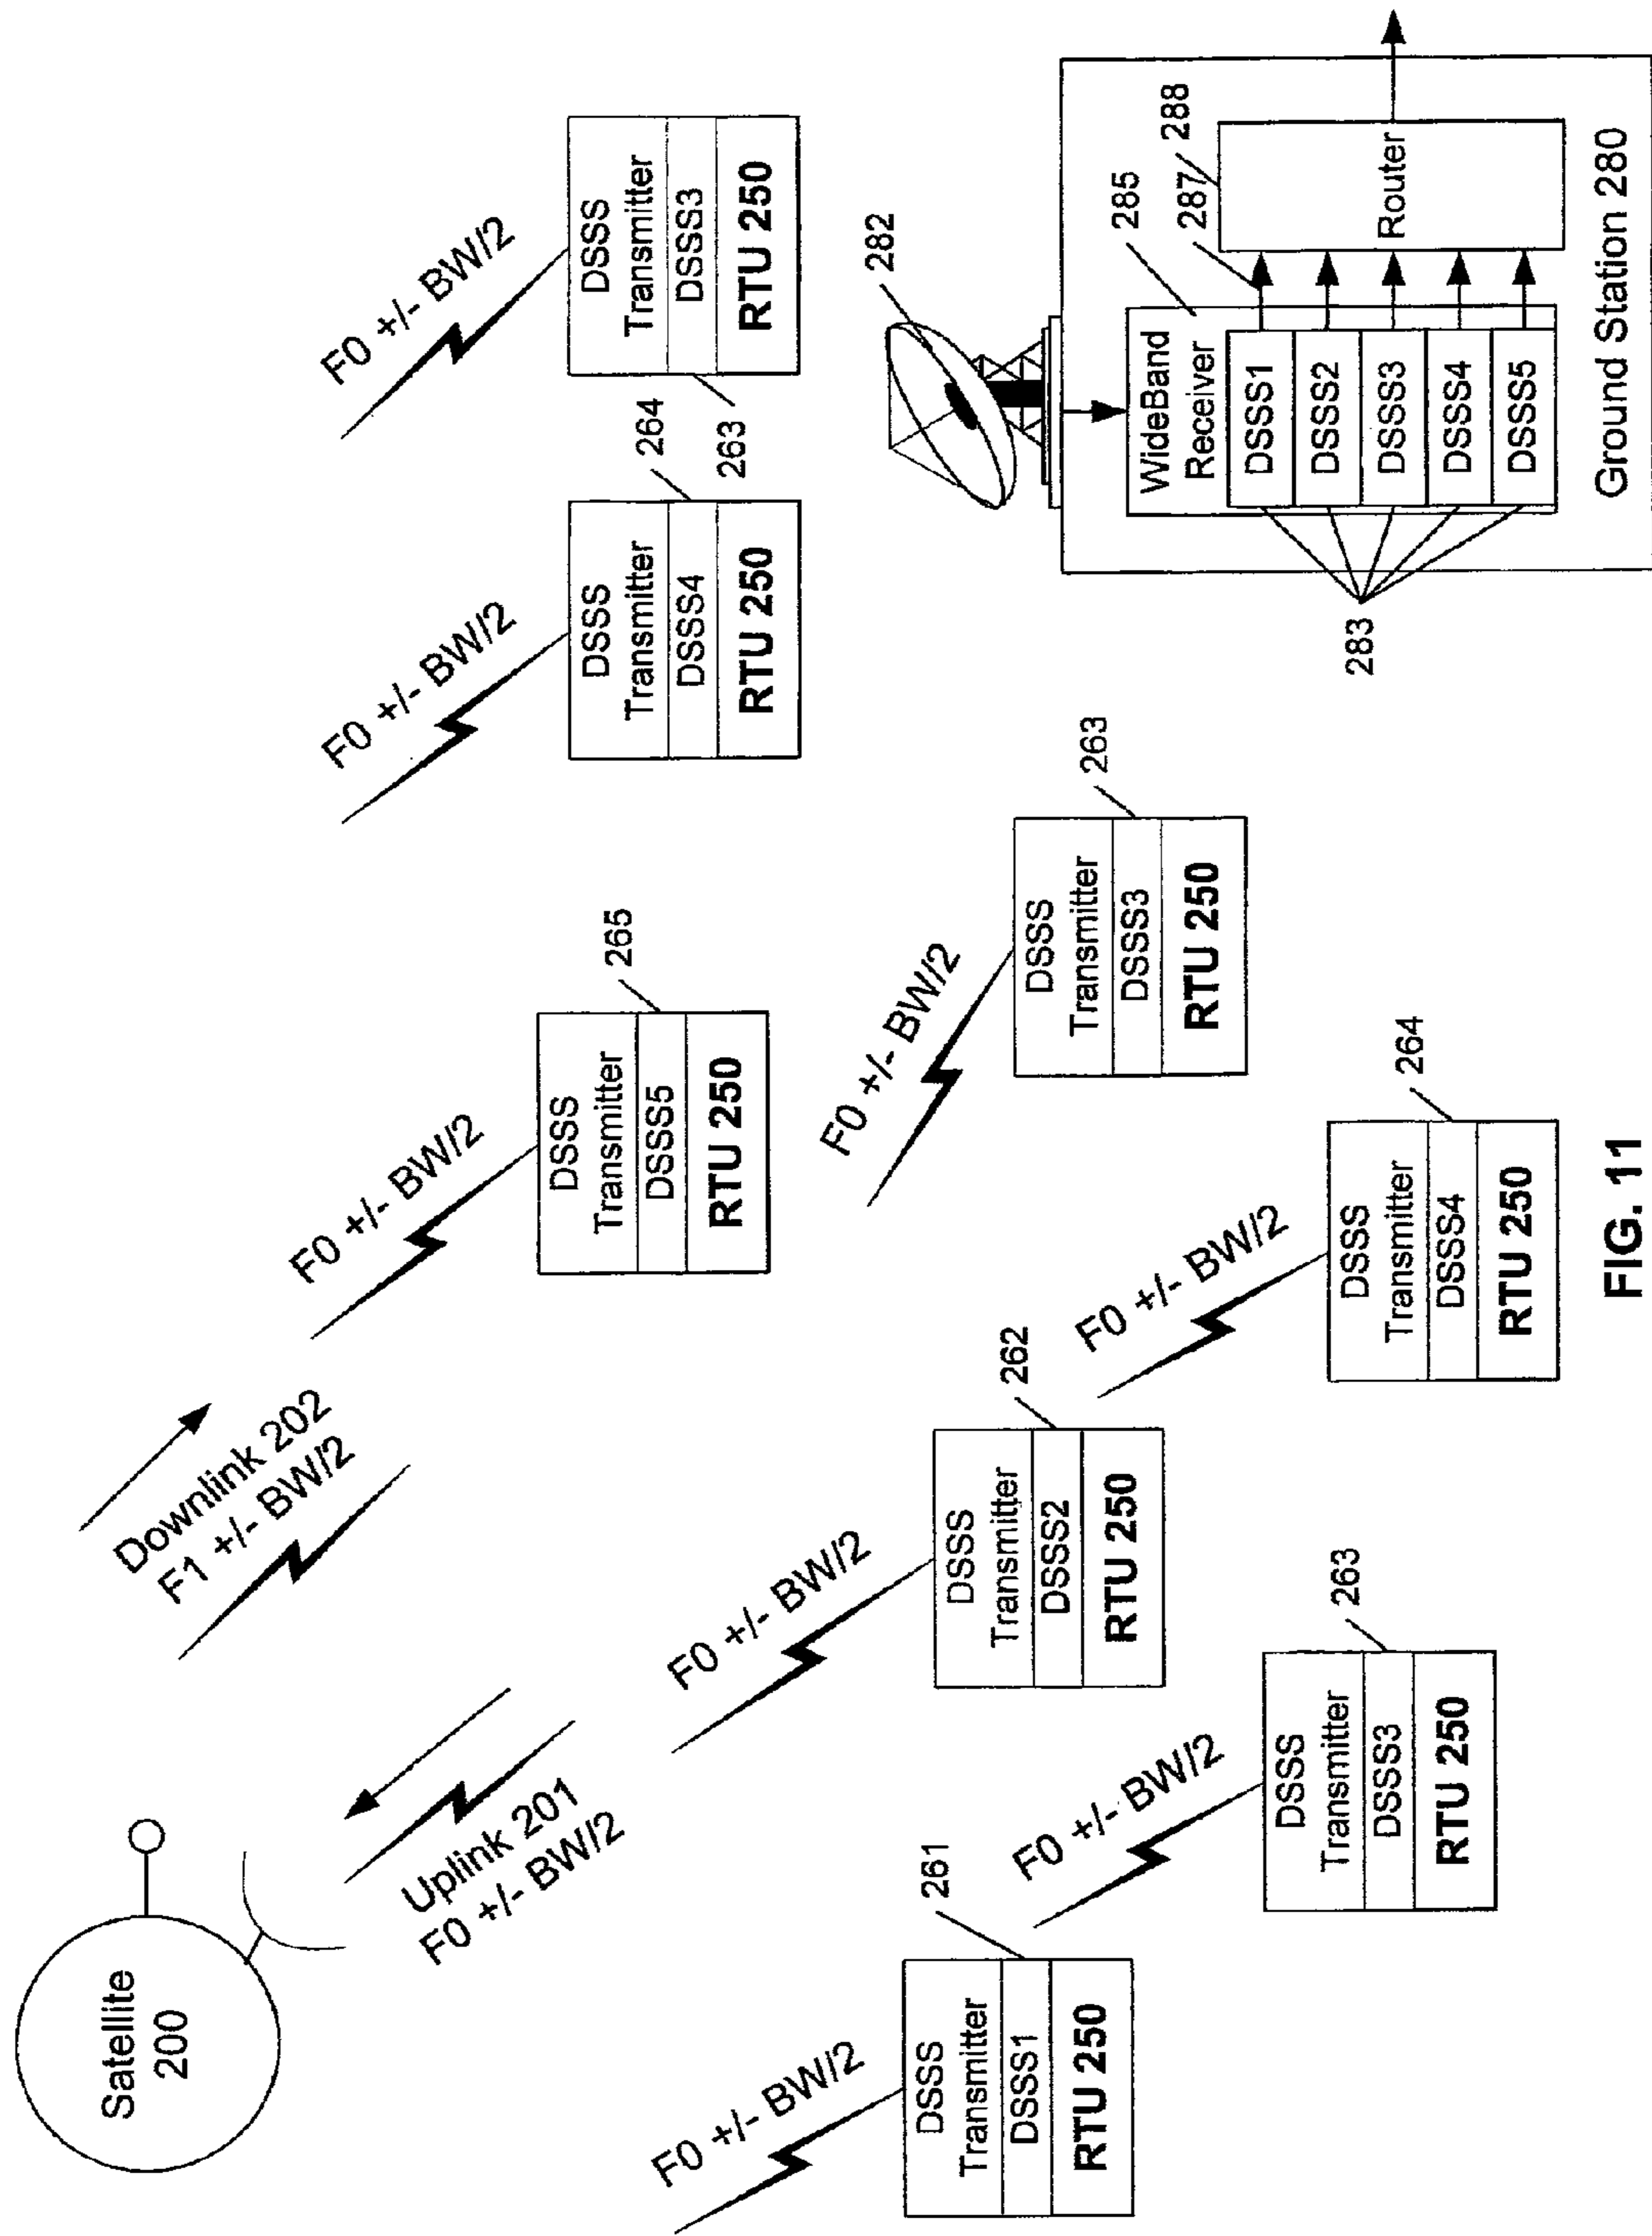 Satellite
200
Downlink 202
F1 +/- BW/2
Uplink 201
F0 +/- BW/2
F0 +/- BW/2
DSSS
Transmitter
DSSS1
RTU 250
261
F0 +/- BW/2
DSSS
Transmitter
DSSS3
RTU 250
263
F0 +/- BW/2
DSSS
Transmitter
DSSS2
RTU 250
262
F0 +/- BW/2
DSSS
Transmitter
DSSS4
RTU 250
264
F0 +/- BW/2
DSSS
Transmitter
DSSS5
RTU 250
265
F0 +/- BW/2
DSSS
Transmitter
DSSS3
RTU 250
263
F0 +/- BW/2
DSSS
Transmitter
DSSS4
RTU 250
264
F0 +/- BW/2
DSSS
Transmitter
DSSS3
RTU 250
263
282
285
287
288
WideBand
Receiver
DSSS1
DSSS2
DSSS3
DSSS4
DSSS5
283
Router
Ground Station 280
FIG. 11